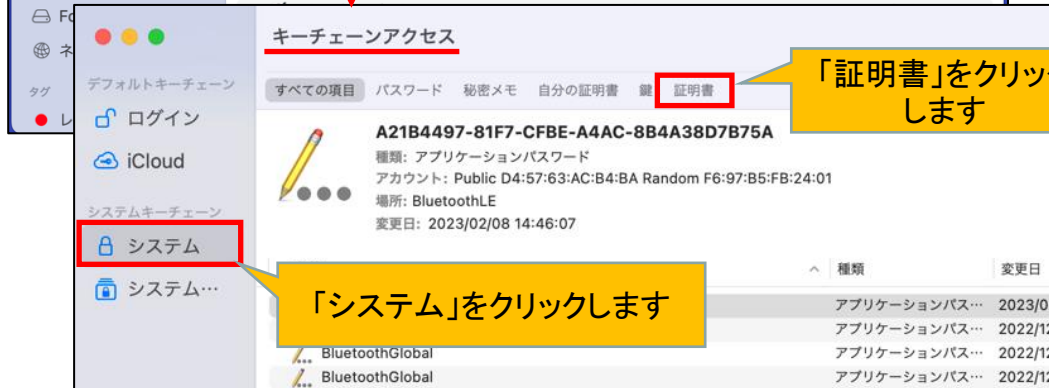 キーチェーンアクセス
デフォルトキーチェーン
ログイン
iCloud
システムキーチェーン
システム
システム…
タグ
すべての項目 パスワード 秘密メモ 自分の証明書 鍵 証明書
「証明書」をクリック
します
A21B4497-81F7-CFBE-A4AC-8B4A38D7B75A
種類: アプリケーションパスワード
アカウント: Public D4:57:63:AC:B4:BA Random F6:97:B5:FB:24:01
場所: BluetoothLE
変更日: 2023/02/08 14:46:07
「システム」をクリックします
種類 変更日
アプリケーションパス… 2023/0
アプリケーションパス… 2022/12
BluetoothGlobal アプリケーションパス… 2022/12
BluetoothGlobal アプリケーションパス… 2022/12